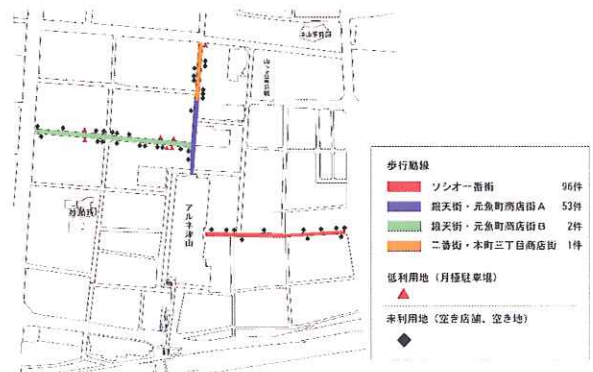 アルネ津山
歩行動線
ソシオ一番街 96件
銀天街・元魚町商店街A 53件
銀天街・元魚町商店街B 2件
二番街・本町三丁目商店街 1件
低利用地(月極駐車場)
未利用地(空き店舗、空き地)